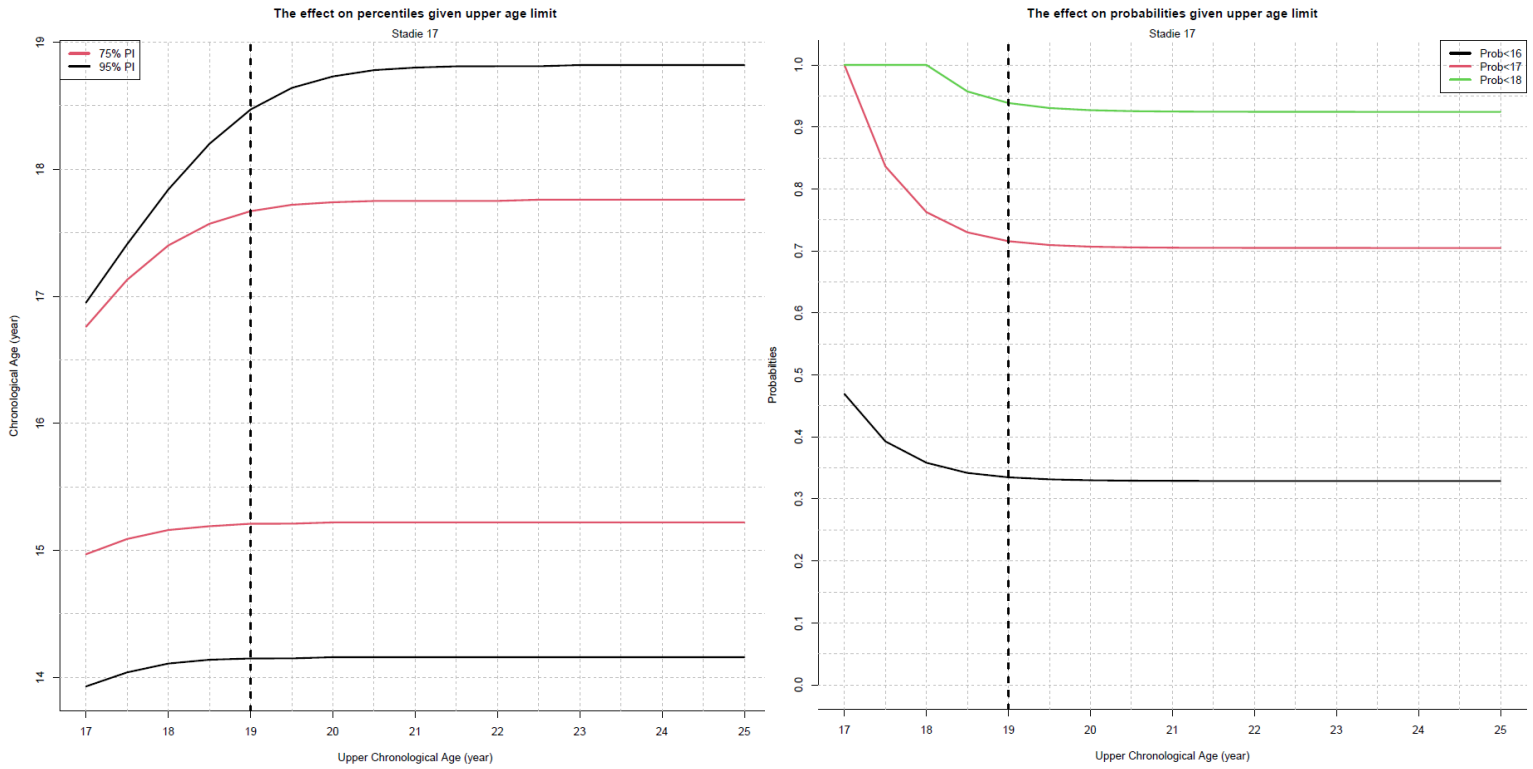 The effect on percentiles given upper age limit
Stadie 17
75% PI
95% PI
19
18
17
16
15
14
Chronological Age (year)
17 18 19 20 21 22 23 24 25
Upper Chronological Age (year)
The effect on probabilities given upper age limit
Stadie 17
Prob<16
Prob<17
Prob<18
1.0
0.9
0.8
0.7
0.6
0.5
0.4
0.3
0.2
0.1
0.0
Probabilities
17 18 19 20 21 22 23 24 25
Upper Chronological Age (year)